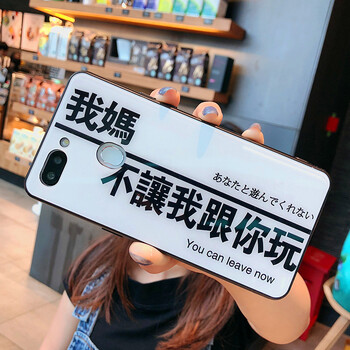 我媽
不讓我跟你玩
あなたと遊んでくれない
You can leave now